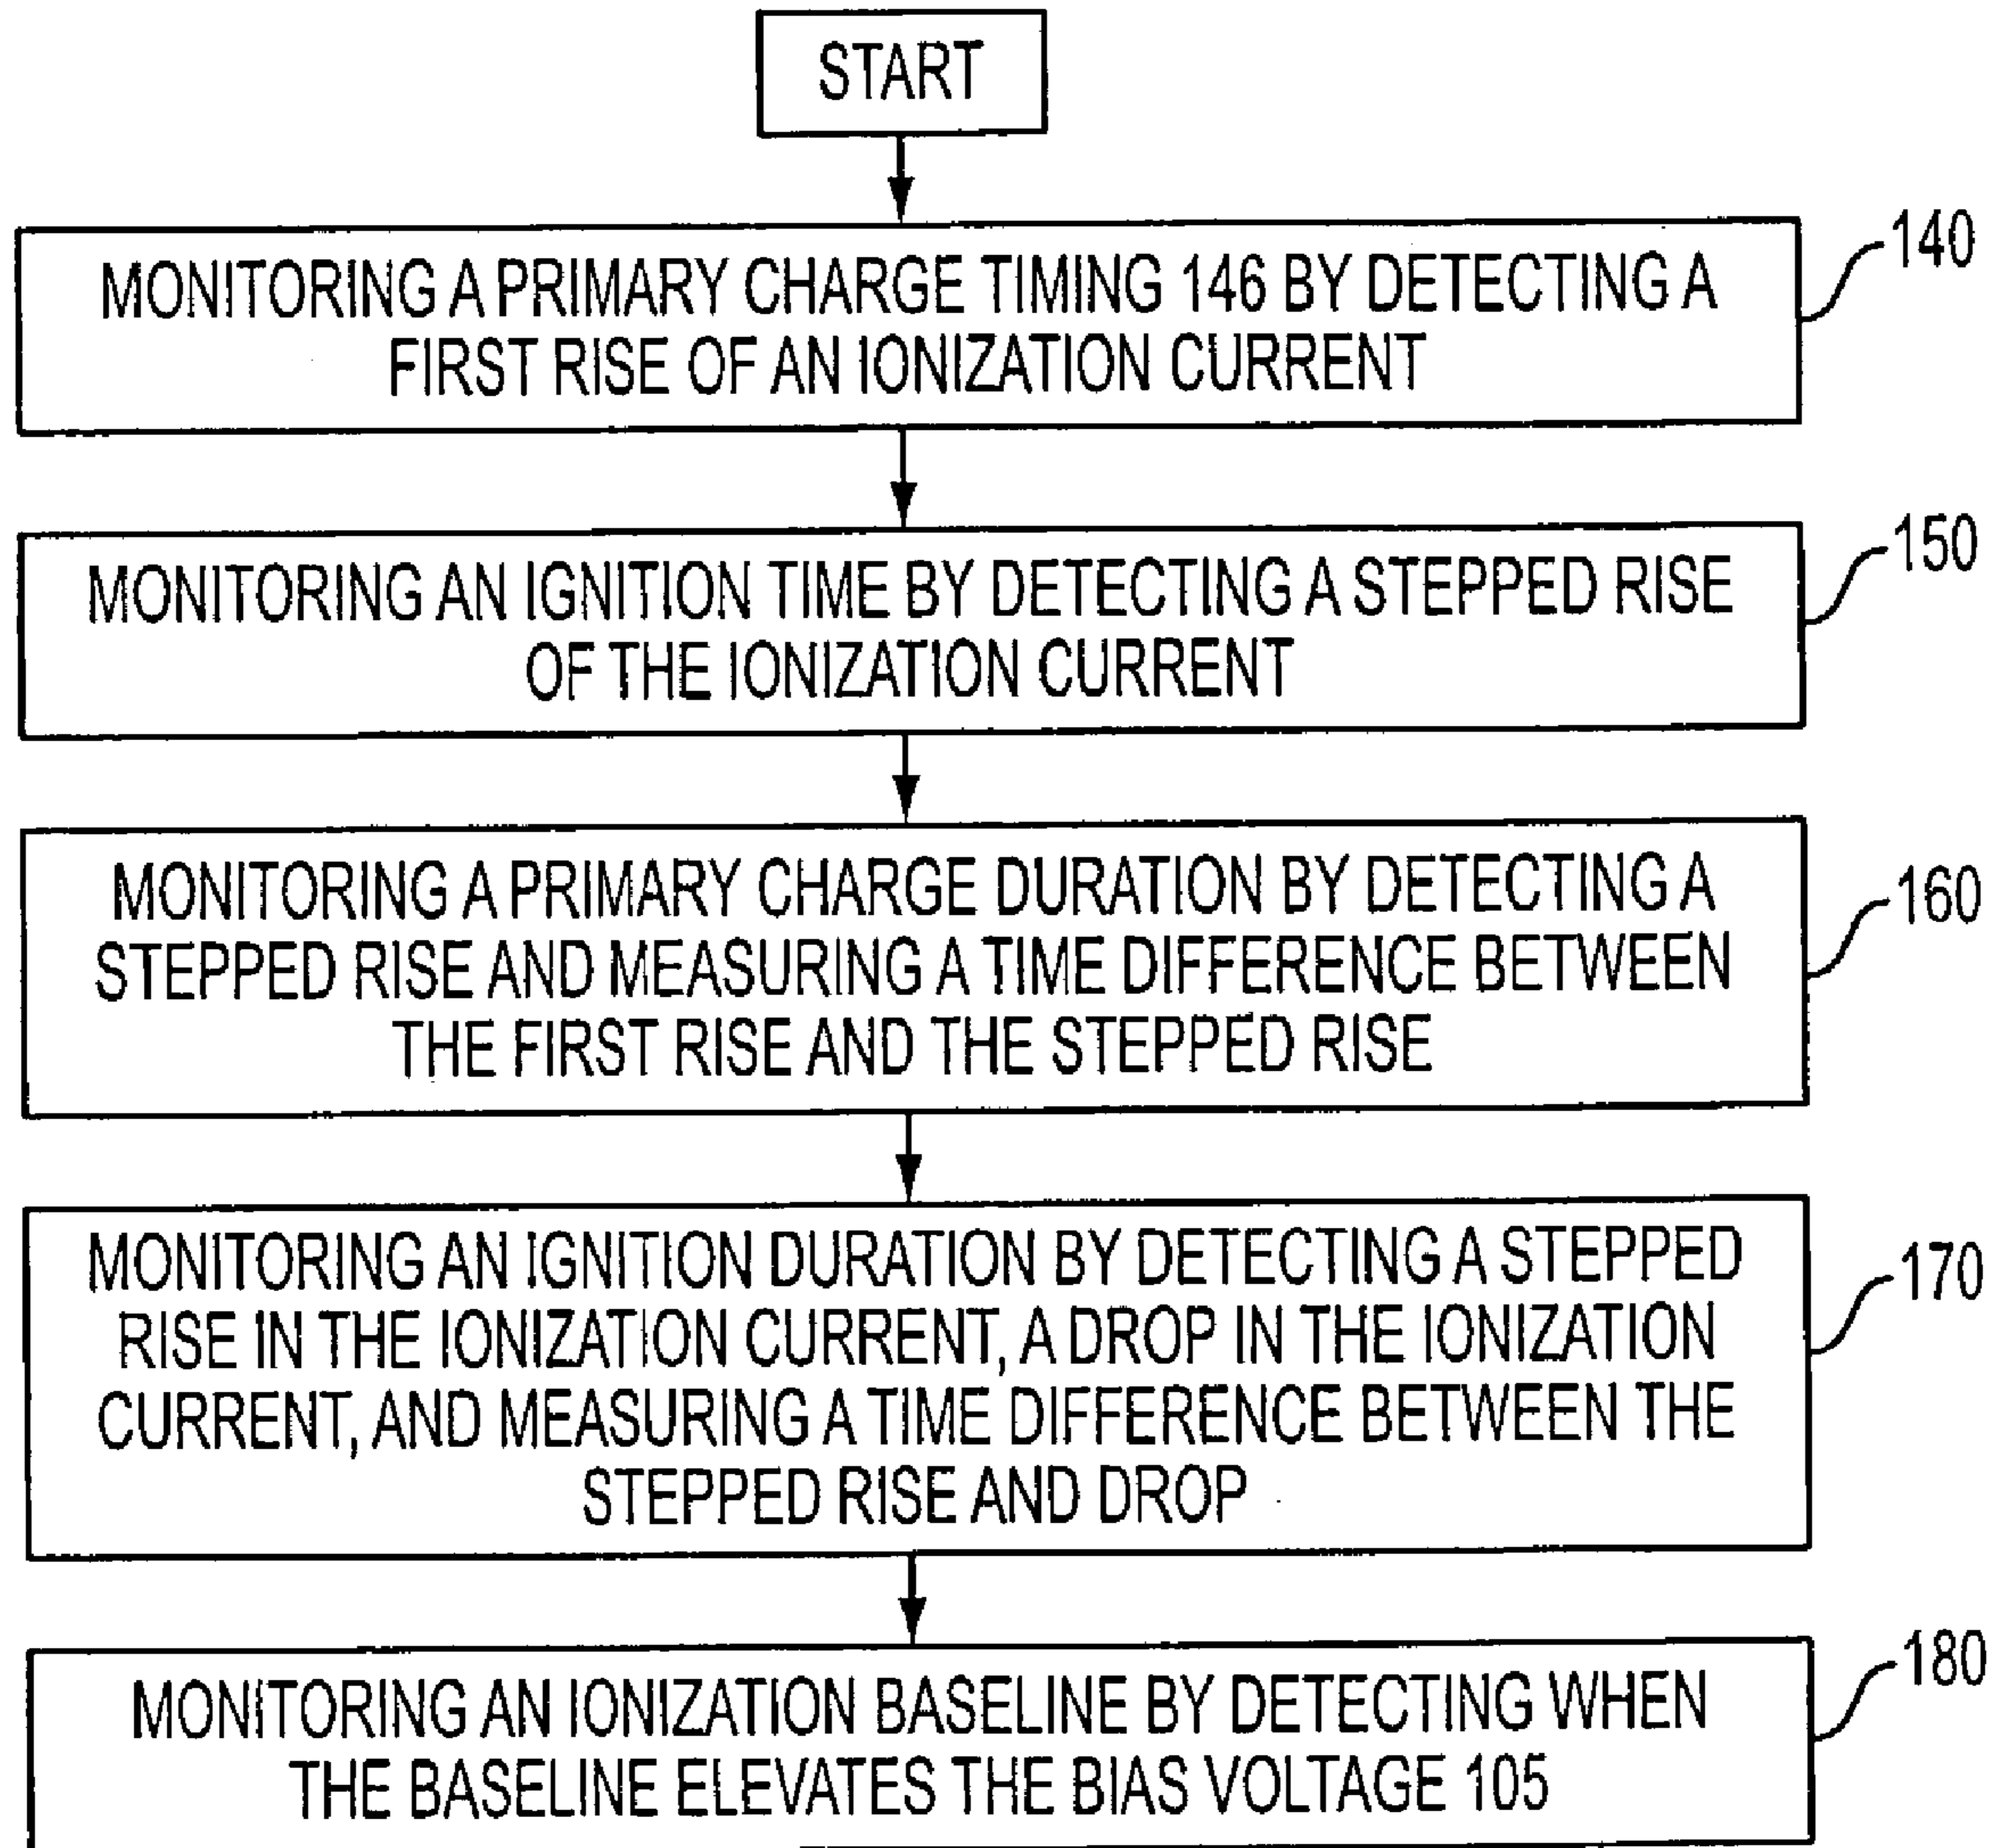 START
140
MONITORING A PRIMARY CHARGE TIMING 146 BY DETECTING A
FIRST RISE OF AN IONIZATION CURRENT
150
MONITORING AN IGNITION TIME BY DETECTING A STEPPED RISE
OF THE IONIZATION CURRENT
160
MONITORING A PRIMARY CHARGE DURATION BY DETECTING A
STEPPED RISE AND MEASURING A TIME DIFFERENCE BETWEEN
THE FIRST RISE AND THE STEPPED RISE
170
MONITORING AN IGNITION DURATION BY DETECTING A STEPPED
RISE IN THE IONIZATION CURRENT, A DROP IN THE IONIZATION
CURRENT, AND MEASURING A TIME DIFFERENCE BETWEEN THE
STEPPED RISE AND DROP
180
MONITORING AN IONIZATION BASELINE BY DETECTING WHEN
THE BASELINE ELEVATES THE BIAS VOLTAGE 105